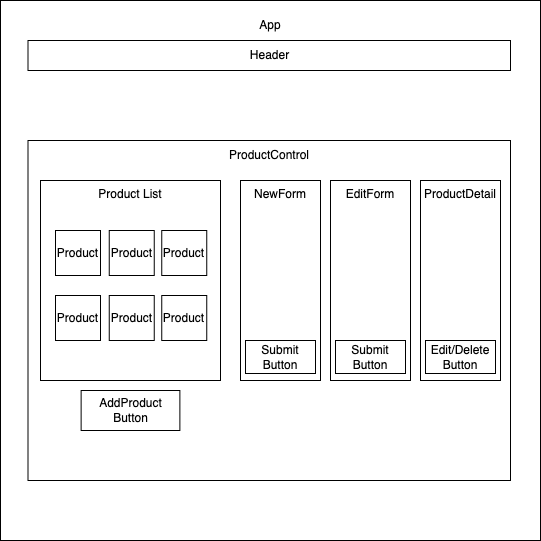 App
Header
ProductControl
Product List
NewForm
EditForm
ProductDetail
Product
Product
Product
Product
Product
Product
Submit
Button
Submit
Button
Edit/Delete
Button
AddProduct
Button